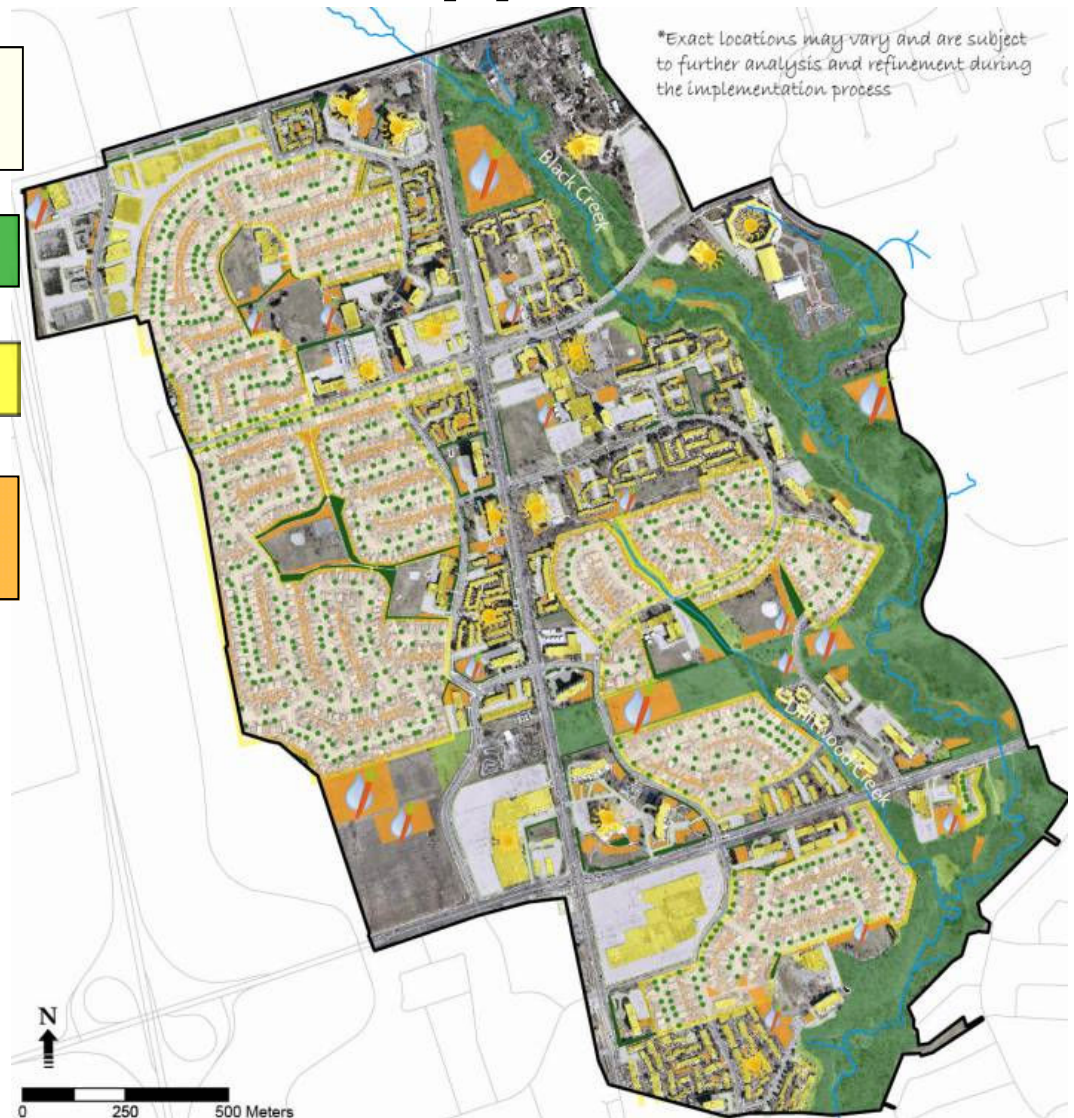 *Exact locations may vary and are subject
to further analysis and refinement during
the implementation process
Black Creek
Driftwood Creek
N
0 250 500 Meters